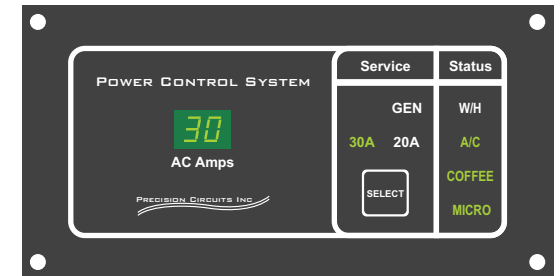 POWER CONTROL SYSTEM
30
AC Amps
PRECISION CIRCUITS INC
Service
GEN
30A 20A
SELECT
Status
W/H
A/C
COFFEE
MICRO